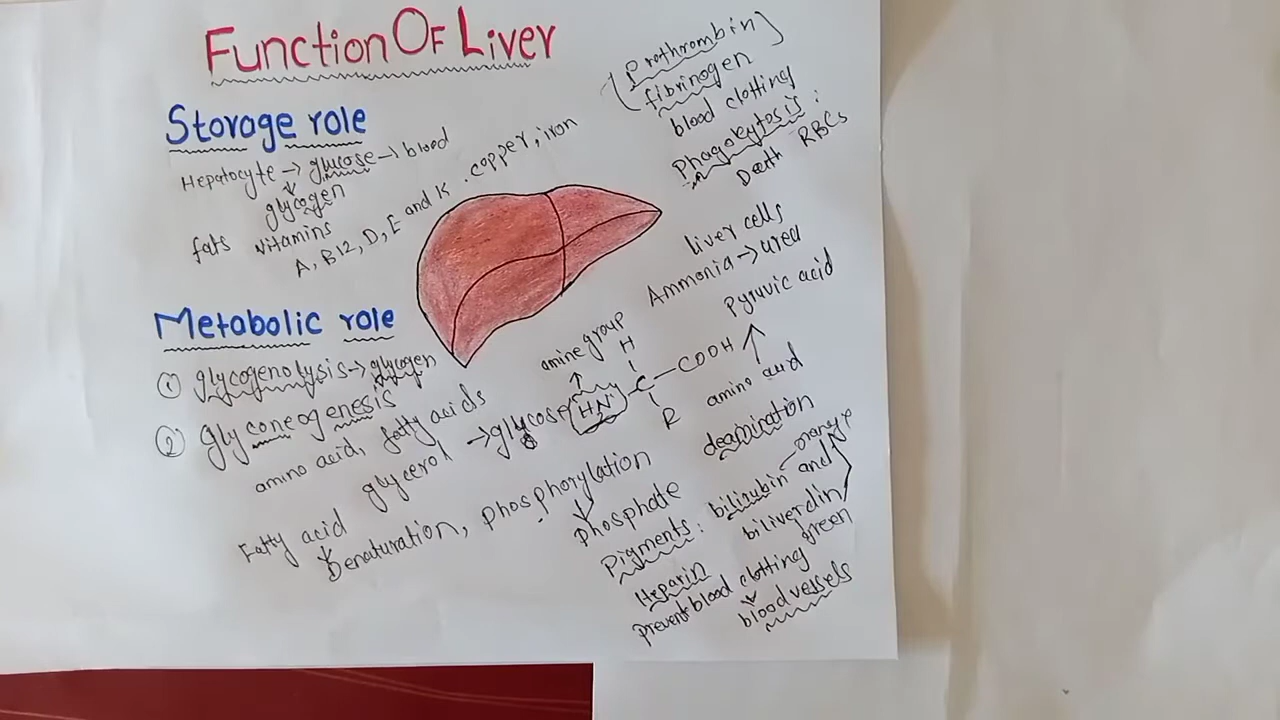 Function Of Liver
Storage role
Hepatocyte → glucose → blood
glycogen
fats vitamins
A, B12, D, E and K . copper, iron
Metabolic role
① glycogenolysis → glycogen
② glyconeogenesis
amino acid, fatty acids
glycerol → glucose
Fatty acid
Denaturation, phosphorylation
phosphate
Pigments : bilirubin and orange
biliverdin
green
Heparin
prevent blood clotting
blood vessels
(Prothrombin)
fibrinogen
blood clotting
Phagocytosis :
Death RBCs
liver cells
Ammonia → urea
pyruvic acid
amino acid
deamination
amine group
H
HN C COOH
R